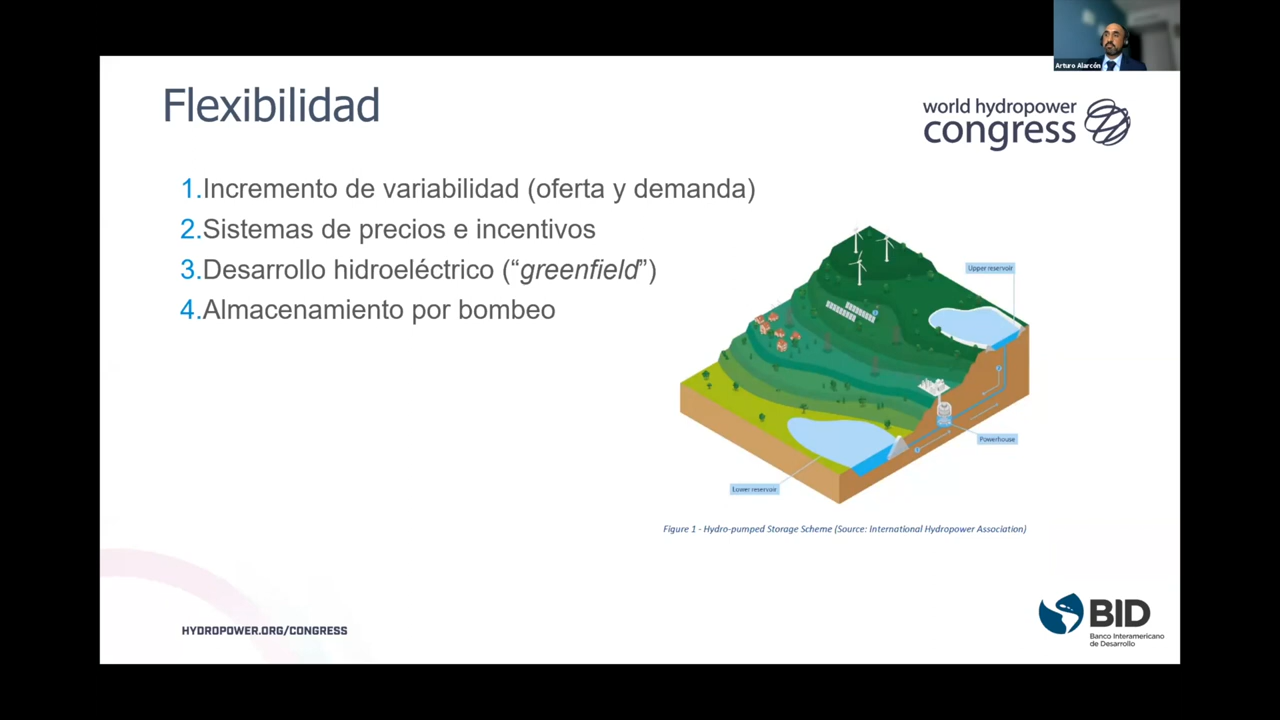 Arturo Alarcón
Flexibilidad
world hydropower
congress
1.Incremento de variabilidad (oferta y demanda)
2.Sistemas de precios e incentivos
3.Desarrollo hidroeléctrico (“greenfield”)
4.Almacenamiento por bombeo
Upper reservoir
Powerhouse
Lower reservoir
Figure 1 - Hydro-pumped Storage Scheme (Source: International Hydropower Association)
HYDROPOWER.ORG/CONGRESS
BID
Banco Interamericano
de Desarrollo